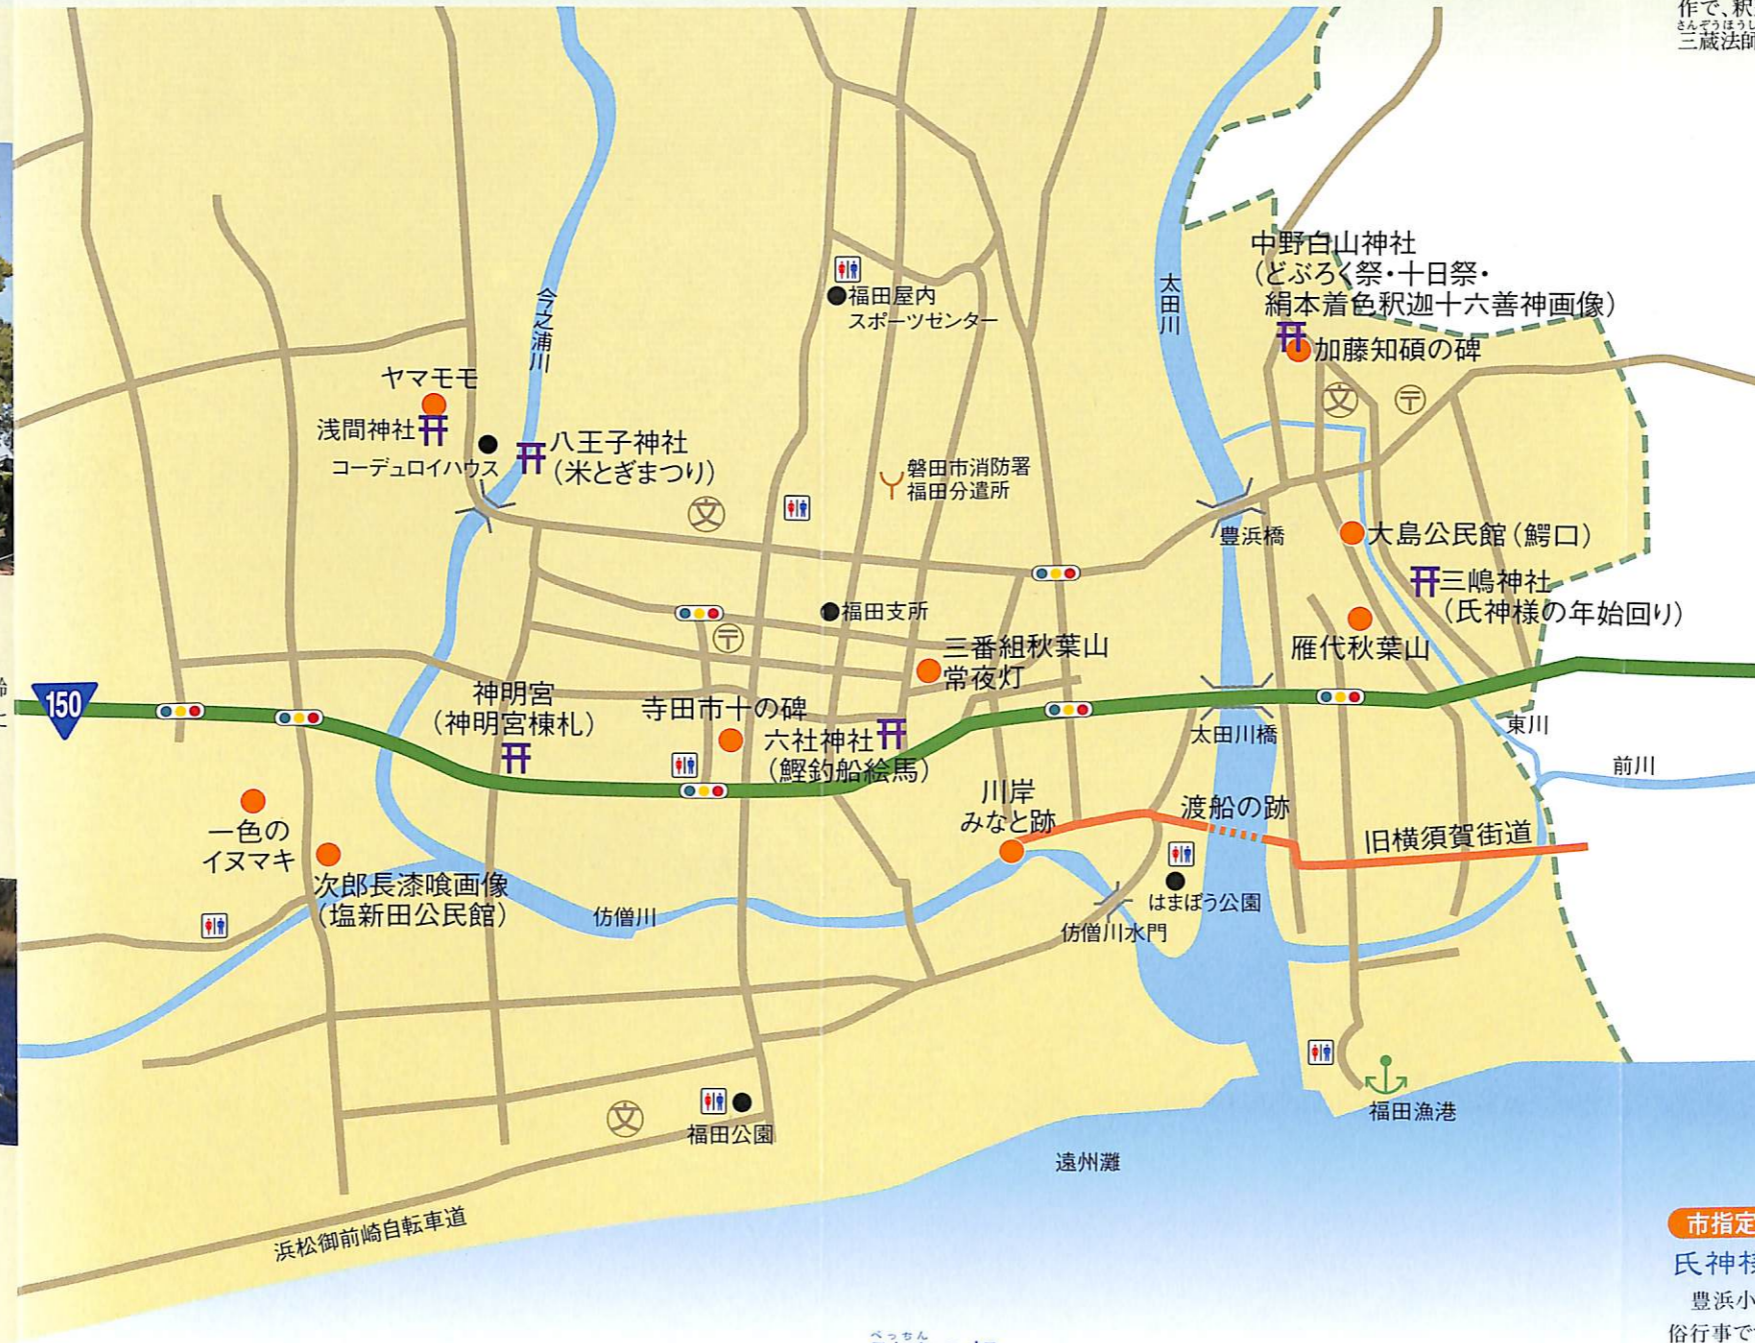 作で、釈
さんぞうほうし
三蔵法師
中野白山神社
(どぶろく祭・十日祭・
絹本着色釈迦十六善神画像)
加藤知碩の碑
太田川
今之浦川
福田屋内
スポーツセンター
ヤマモモ
浅間神社
コーデュロイハウス
八王子神社
(米とぎまつり)
磐田市消防署
福田分遣所
文
文
〒
豊浜橋
大島公民館(鰐口)
三嶋神社
(氏神様の年始回り)
雁代秋葉山
福田支所
〒
三番組秋葉山
常夜灯
150
神明宮
(神明宮棟札)
寺田市十の碑
六社神社
(鰹釣船絵馬)
太田川橋
東川
前川
川岸
みなと跡
渡船の跡
旧横須賀街道
一色の
イヌマキ
次郎長漆喰画像
(塩新田公民館)
仿僧川
はまぼう公園
仿僧川水門
文
福田公園
福田漁港
遠州灘
浜松御前崎自転車道
市指定
氏神様
豊浜小
俗行事で
べっちん